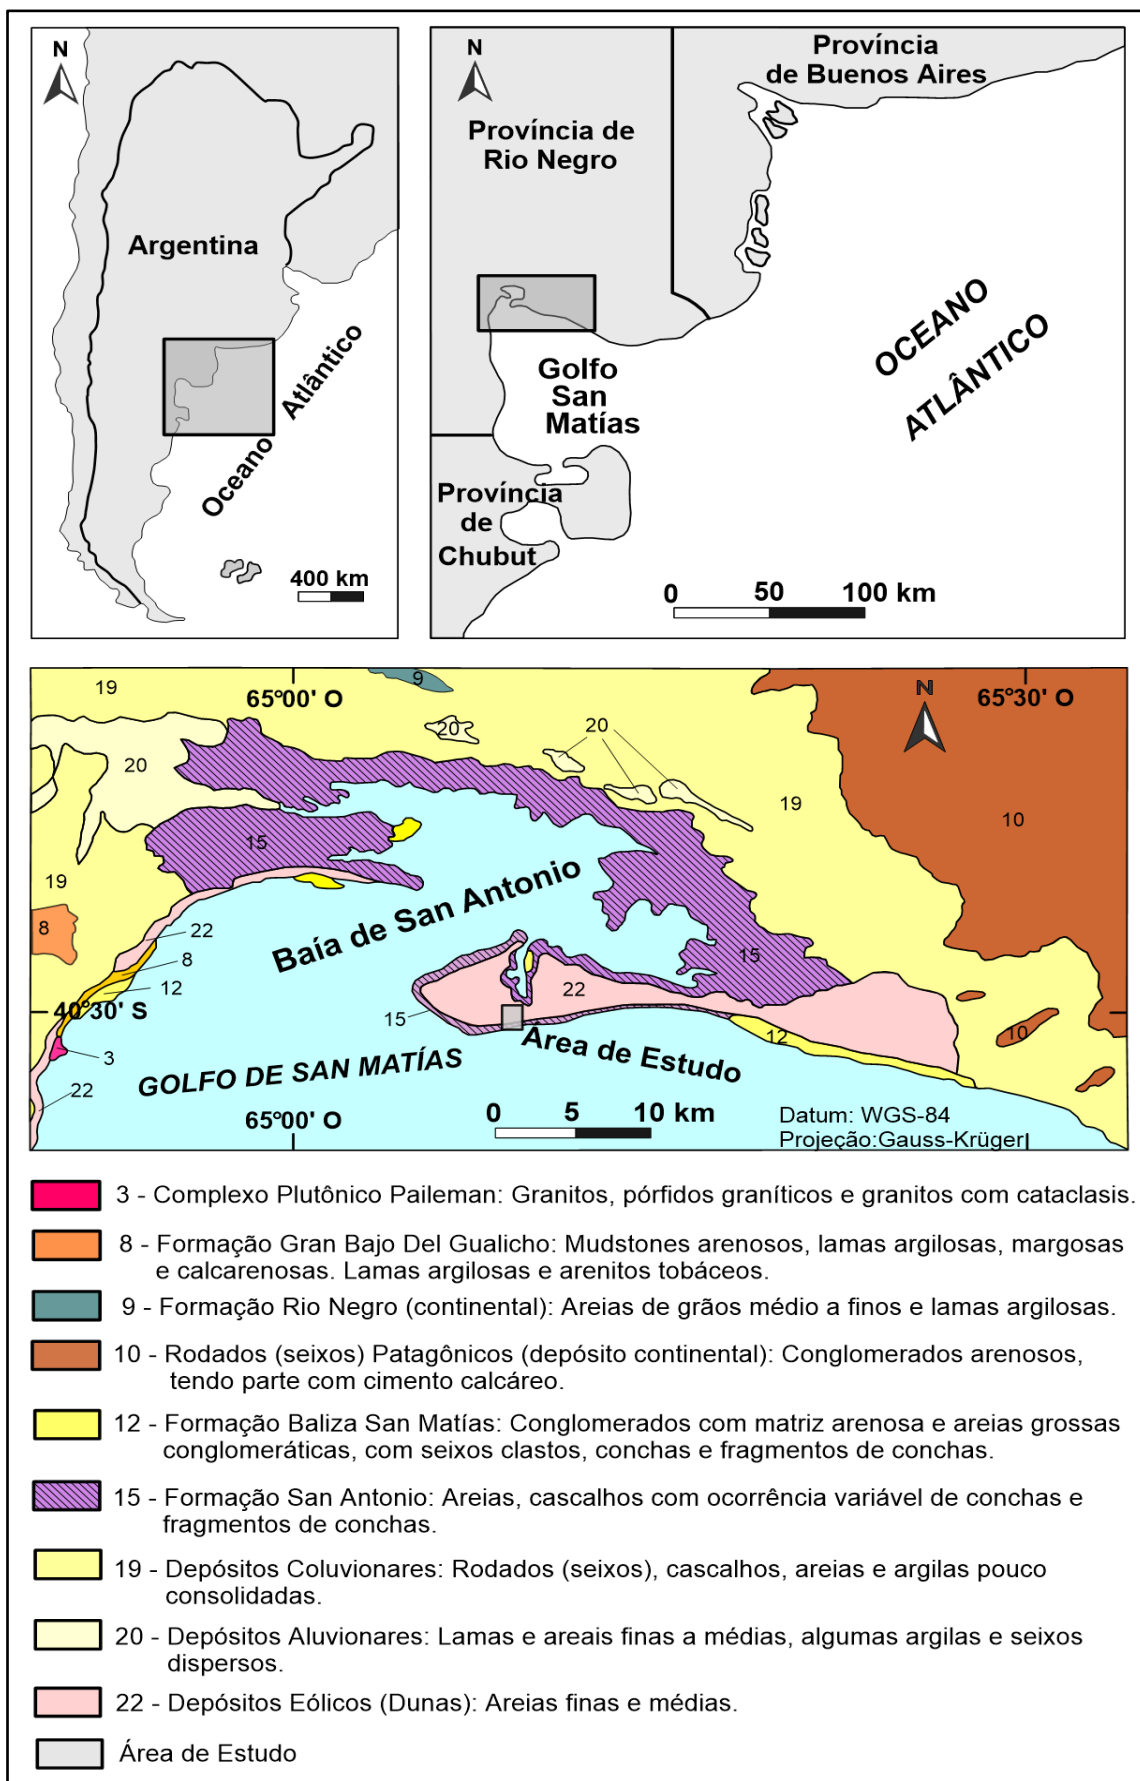 N
Argentina
Oceano Atlântico
400 km
N
Província
de Buenos Aires
Província de
Rio Negro
OCEANO
ATLÂNTICO
Golfo
San
Matías
Província
de
Chubut
0 50 100 km
19
65°00' O
9
N
65°30' O
20
20
20
19
10
15
19
Baía de San Antonio
8
22
8
15
12
22
40°30' S
15
12
10
3
Área de Estudo
GOLFO DE SAN MATÍAS
22
65°00' O
0 5 10 km
Datum: WGS-84
Projeção:Gauss-Krüger
3 - Complexo Plutônico Paileman: Granitos, pórfidos graníticos e granitos com cataclasis.
8 - Formação Gran Bajo Del Gualicho: Mudstones arenosos, lamas argilosas, margosas
e calcarenosas. Lamas argilosas e arenitos tobáceos.
9 - Formação Rio Negro (continental): Areias de grãos médio a finos e lamas argilosas.
10 - Rodados (seixos) Patagônicos (depósito continental): Conglomerados arenosos,
tendo parte com cimento calcáreo.
12 - Formação Baliza San Matías: Conglomerados com matriz arenosa e areias grossas
conglomeráticas, com seixos clastos, conchas e fragmentos de conchas.
15 - Formação San Antonio: Areias, cascalhos com ocorrência variável de conchas e
fragmentos de conchas.
19 - Depósitos Coluvionares: Rodados (seixos), cascalhos, areias e argilas pouco
consolidadas.
20 - Depósitos Aluvionares: Lamas e areais finas a médias, algumas argilas e seixos
dispersos.
22 - Depósitos Eólicos (Dunas): Areias finas e médias.
Área de Estudo